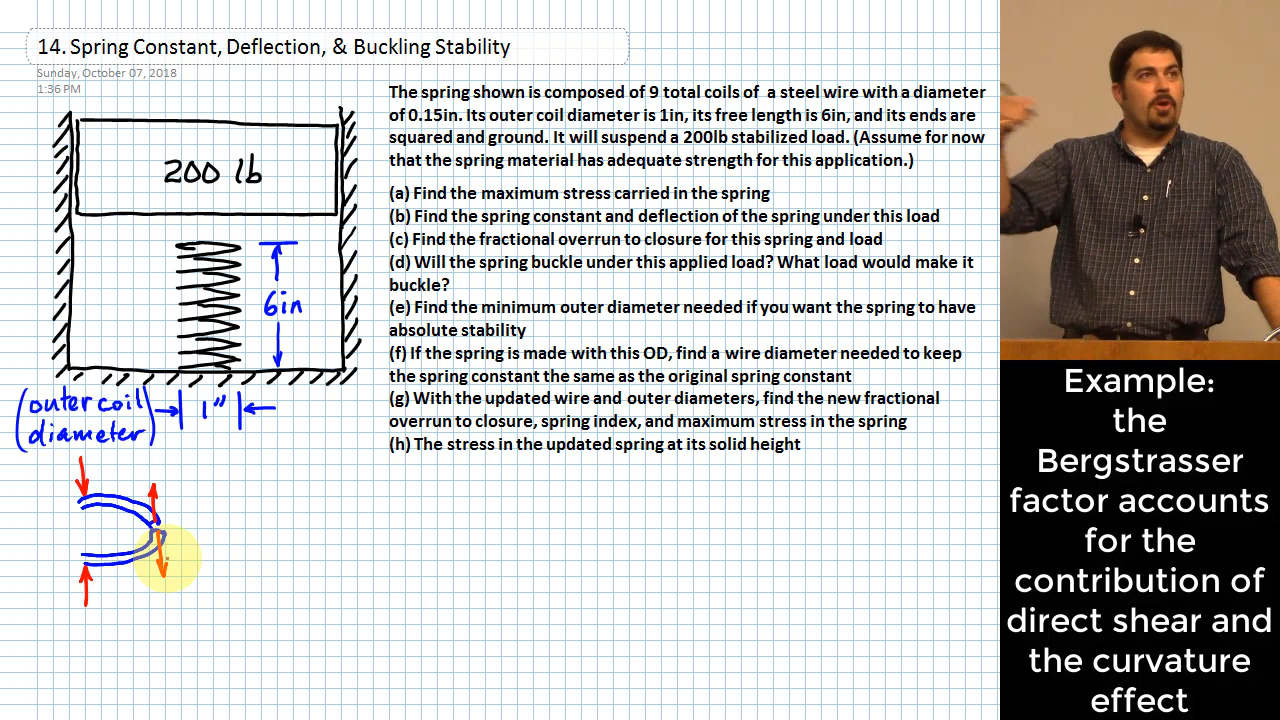 14. Spring Constant, Deflection, & Buckling Stability
Sunday, October 07, 2018
1:36 PM
The spring shown is composed of 9 total coils of a steel wire with a diameter
of 0.15in. Its outer coil diameter is 1in, its free length is 6in, and its ends are
squared and ground. It will suspend a 200lb stabilized load. (Assume for now
that the spring material has adequate strength for this application.)
(a) Find the maximum stress carried in the spring
(b) Find the spring constant and deflection of the spring under this load
(c) Find the fractional overrun to closure for this spring and load
(d) Will the spring buckle under this applied load? What load would make it
buckle?
(e) Find the minimum outer diameter needed if you want the spring to have
absolute stability
(f) If the spring is made with this OD, find a wire diameter needed to keep
the spring constant the same as the original spring constant
(g) With the updated wire and outer diameters, find the new fractional
overrun to closure, spring index, and maximum stress in the spring
(h) The stress in the updated spring at its solid height
200 lb
6in
(outer coil
diameter)
1"
Example:
the
Bergstrasser
factor accounts
for the
contribution of
direct shear and
the curvature
effect